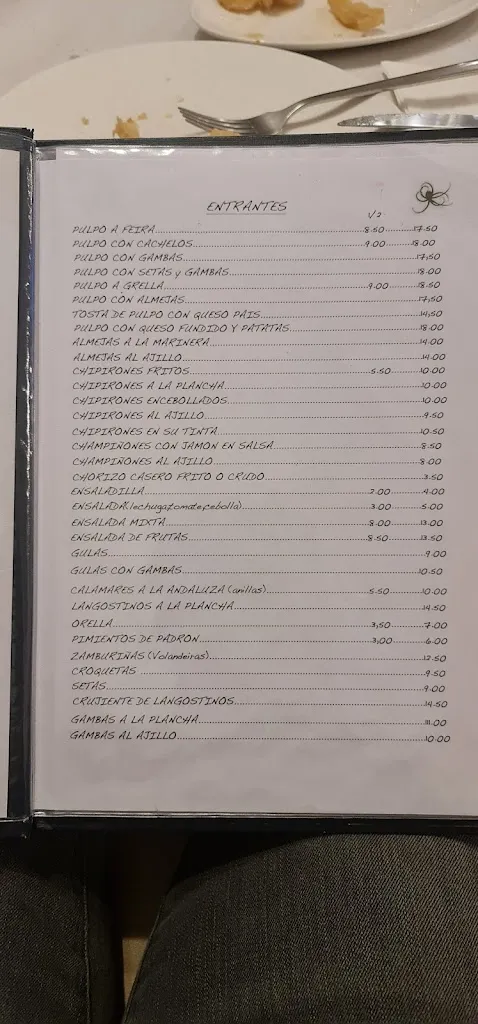 ENTRANTES
1/2
PULPO A FEIRA 8.50 17.50
PULPO CON CACHELOS 9.00 18.00
PULPO CON GAMBAS 17,50
PULPO CON SETAS y GAMBAS 18.00
PULPO A GRELLA 9.00 18.50
PULPO CON ALMEJAS 17,50
TOSTA DE PULPO CON QUESO PAIS 14,50
PULPO CON QUESO FUNDIDO Y PATATAS 18.00
ALMEJAS A LA MARINERA 14.00
ALMEJAS AL AJILLO 14.00
CHIPIRONES FRITOS 5.50 10.00
CHIPIRONES A LA PLANCHA 10.00
CHIPIRONES ENCEBOLLADOS 10.00
CHIPIRONES AL AJILLO 9.50
CHIPIRONES EN SU TINTA 10.50
CHAMPIÑONES CON JAMON EN SALSA 8.50
CHAMPIÑONES AL AJILLO 8.00
CHORIZO CASERO FRITO O CRUDO 3.50
ENSALADILLA 2.00 4.00
ENSALADA(lechuga,tomate,cebolla) 3.00 5.00
ENSALADA MIXTA 8.00 13.00
ENSALADA DE FRUTAS 8.50 13.50
GULAS 9.00
GULAS CON GAMBAS 10.50
CALAMARES A LA ANDALUZA (anillas) 5.50 10.00
LANGOSTINOS A LA PLANCHA 14.50
ORELLA 3,50 7.00
PIMIENTOS DE PADRON 3,00 6.00
ZAMBURIÑAS (Volandeiras) 12.50
CROQUETAS 9.50
SETAS 9.00
CRUJIENTE DE LANGOSTINOS 14.50
GAMBAS A LA PLANCHA 11.00
GAMBAS AL AJILLO 10.00